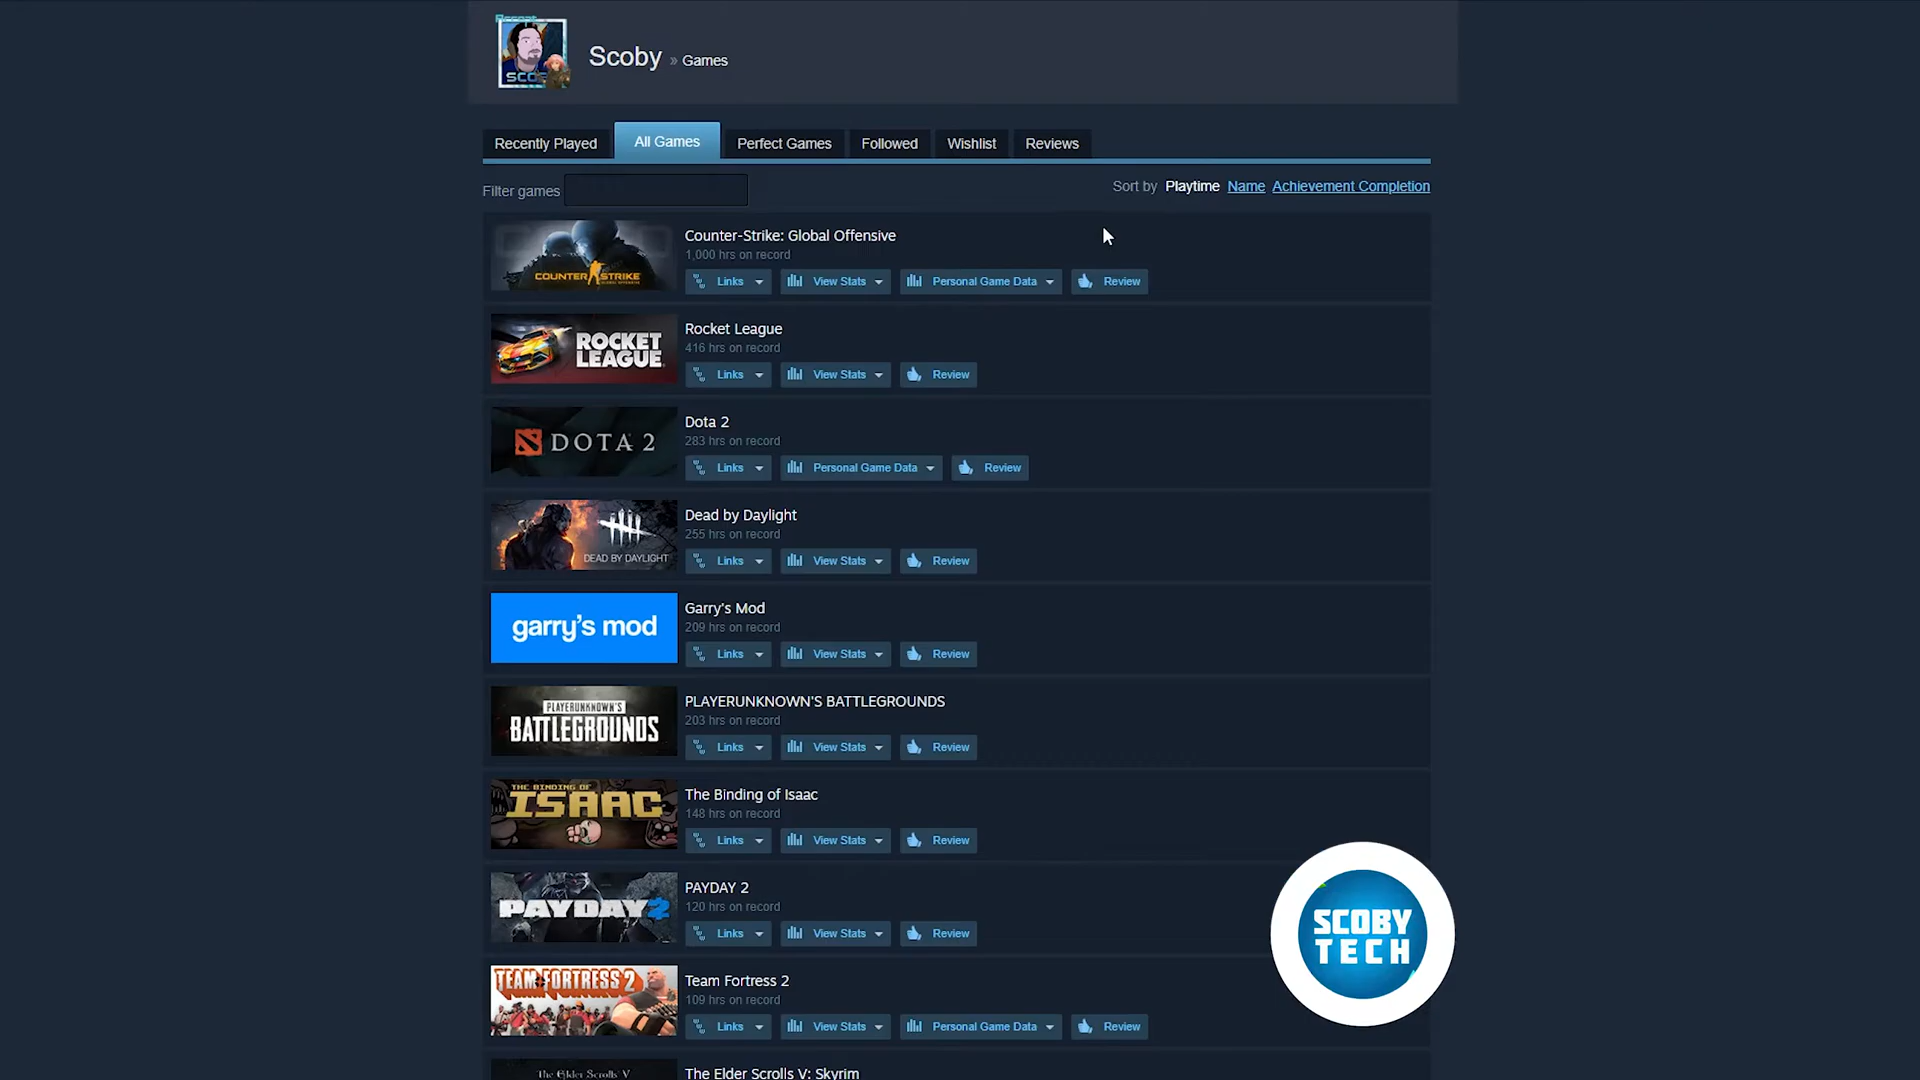 Scoby » Games
Recently Played All Games Perfect Games Followed Wishlist Reviews
Filter games Sort by Playtime Name Achievement Completion
COUNTER STRIKE
Counter-Strike: Global Offensive
1,000 hrs on record
Links View Stats Personal Game Data Review
ROCKET
LEAGUE
Rocket League
416 hrs on record
Links View Stats Review
DOTA 2
Dota 2
283 hrs on record
Links Personal Game Data Review
DEAD BY DAYLIGHT
Dead by Daylight
255 hrs on record
Links View Stats Review
garry's mod
Garry's Mod
209 hrs on record
Links View Stats Review
PLAYERUNKNOWN'S
BATTLEGROUNDS
PLAYERUNKNOWN'S BATTLEGROUNDS
203 hrs on record
Links View Stats Review
THE BINDING OF
ISAAC
The Binding of Isaac
148 hrs on record
Links View Stats Review
PAYDAY 2
PAYDAY 2
120 hrs on record
Links View Stats Review
TEAM FORTRESS 2
Team Fortress 2
109 hrs on record
Links View Stats Personal Game Data Review
SCOBY
TECH
The Elder Scrolls V
The Elder Scrolls V: Skyrim